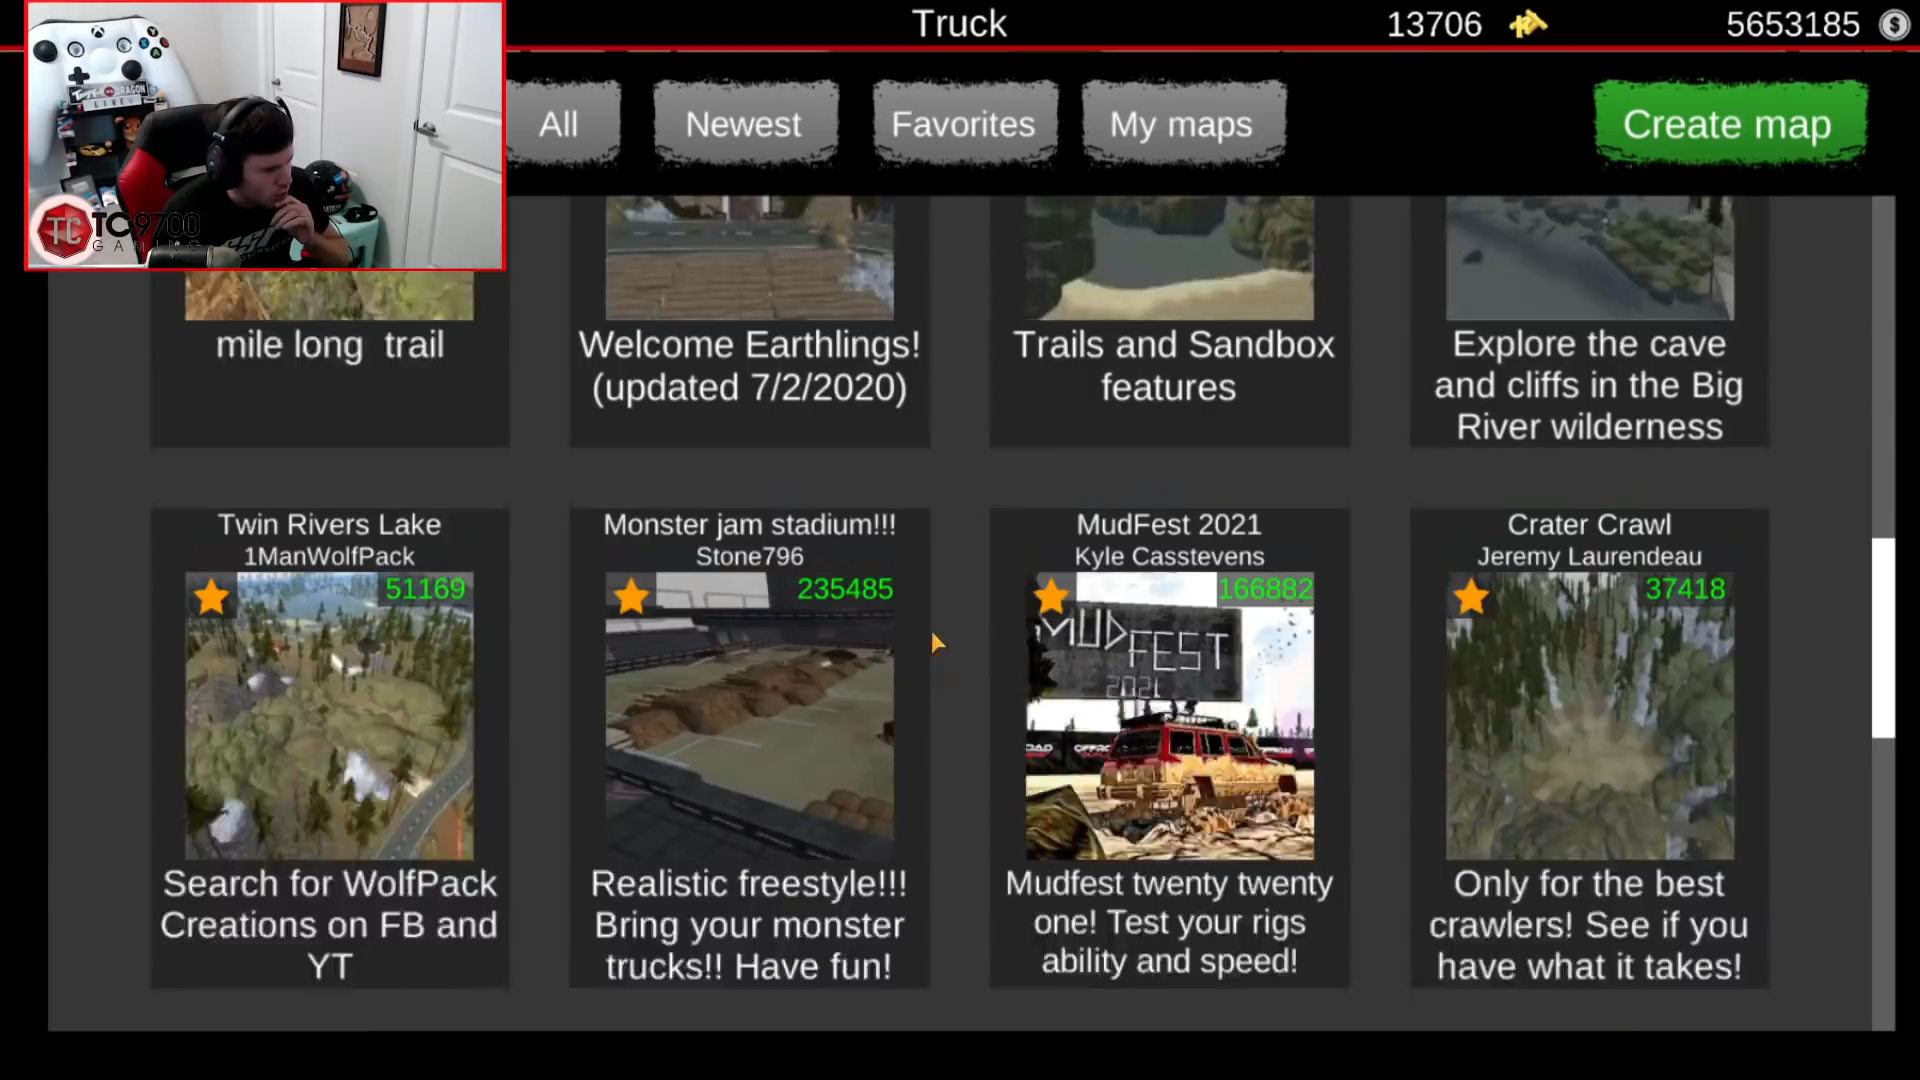 Truck
13706
5653185
All
Newest
Favorites
My maps
Create map
DRAGON
LIVE
TC
TC9700
GAMING
mile long trail
Welcome Earthlings!
(updated 7/2/2020)
Trails and Sandbox
features
Explore the cave
and cliffs in the Big
River wilderness
Twin Rivers Lake
1ManWolfPack
51169
Search for WolfPack
Creations on FB and
YT
Monster jam stadium!!!
Stone796
235485
Realistic freestyle!!!
Bring your monster
trucks!! Have fun!
MudFest 2021
Kyle Casstevens
166882
MUDFEST
2021
Mudfest twenty twenty
one! Test your rigs
ability and speed!
Crater Crawl
Jeremy Laurendeau
37418
Only for the best
crawlers! See if you
have what it takes!